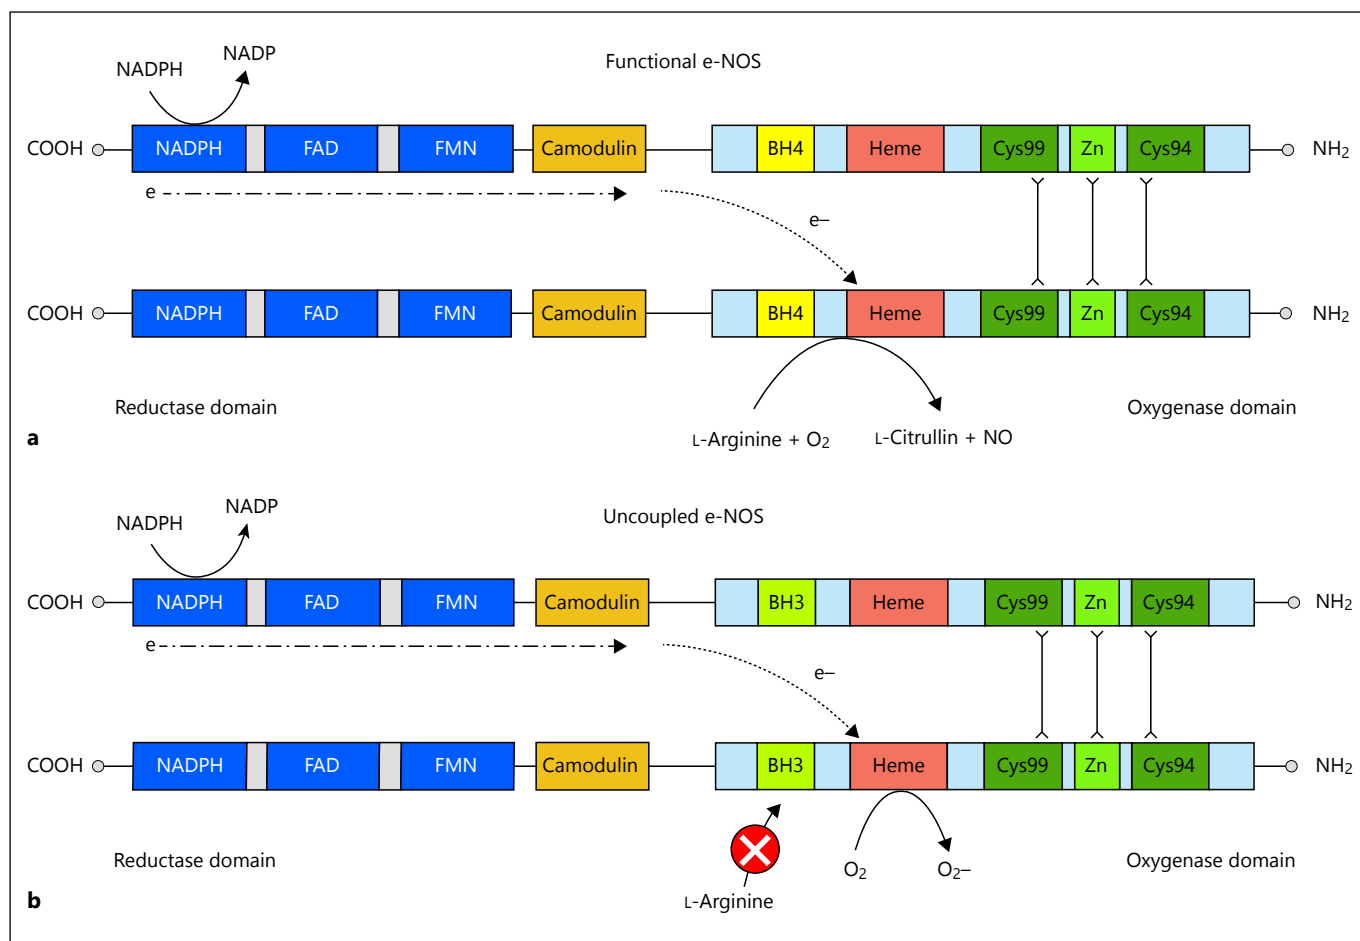 Functional e-NOS
NADPH
NADP
COOH NADPH FAD FMN Camodulin BH4 Heme Cys99 Zn Cys94 NH2
e
e–
COOH NADPH FAD FMN Camodulin BH4 Heme Cys99 Zn Cys94 NH2
Reductase domain
Oxygenase domain
L-Arginine + O2
L-Citrullin + NO
a
Uncoupled e-NOS
NADPH
NADP
COOH NADPH FAD FMN Camodulin BH3 Heme Cys99 Zn Cys94 NH2
e
e–
COOH NADPH FAD FMN Camodulin BH3 Heme Cys99 Zn Cys94 NH2
Reductase domain
Oxygenase domain
O2
O2–
L-Arginine
b